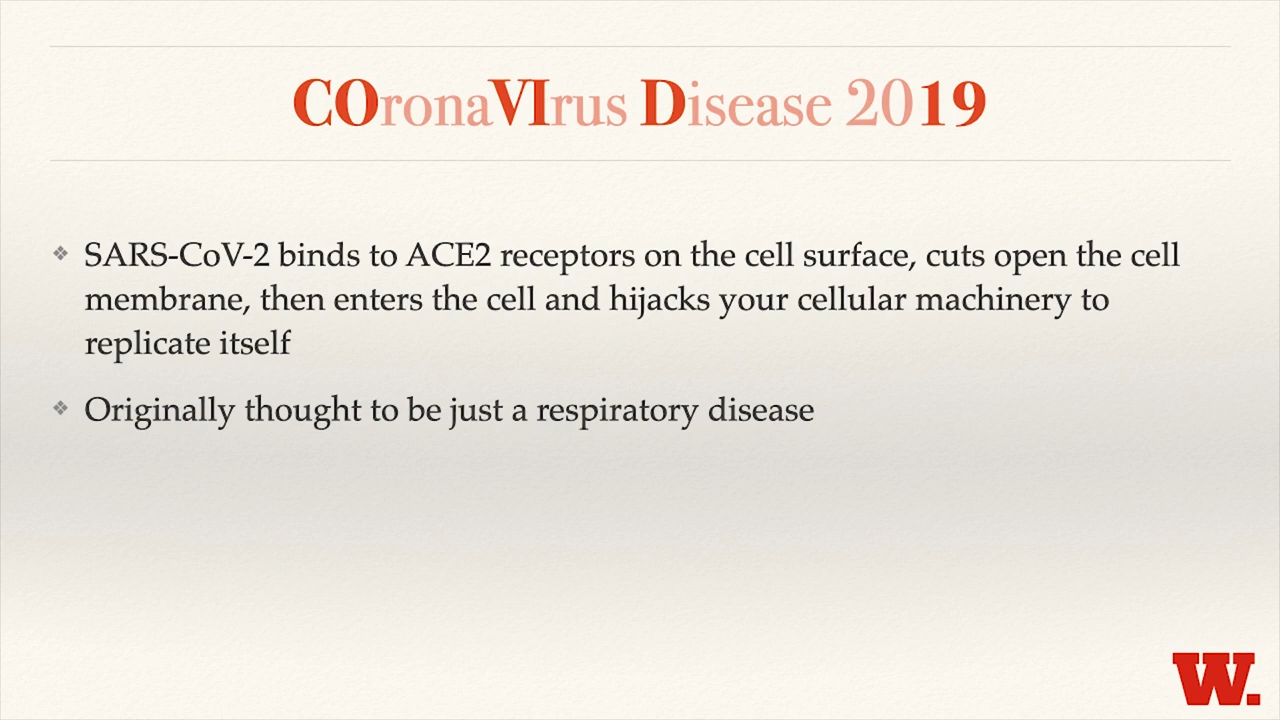 COronaVIrus Disease 2019
❖ SARS-CoV-2 binds to ACE2 receptors on the cell surface, cuts open the cell
membrane, then enters the cell and hijacks your cellular machinery to
replicate itself
❖ Originally thought to be just a respiratory disease
W.